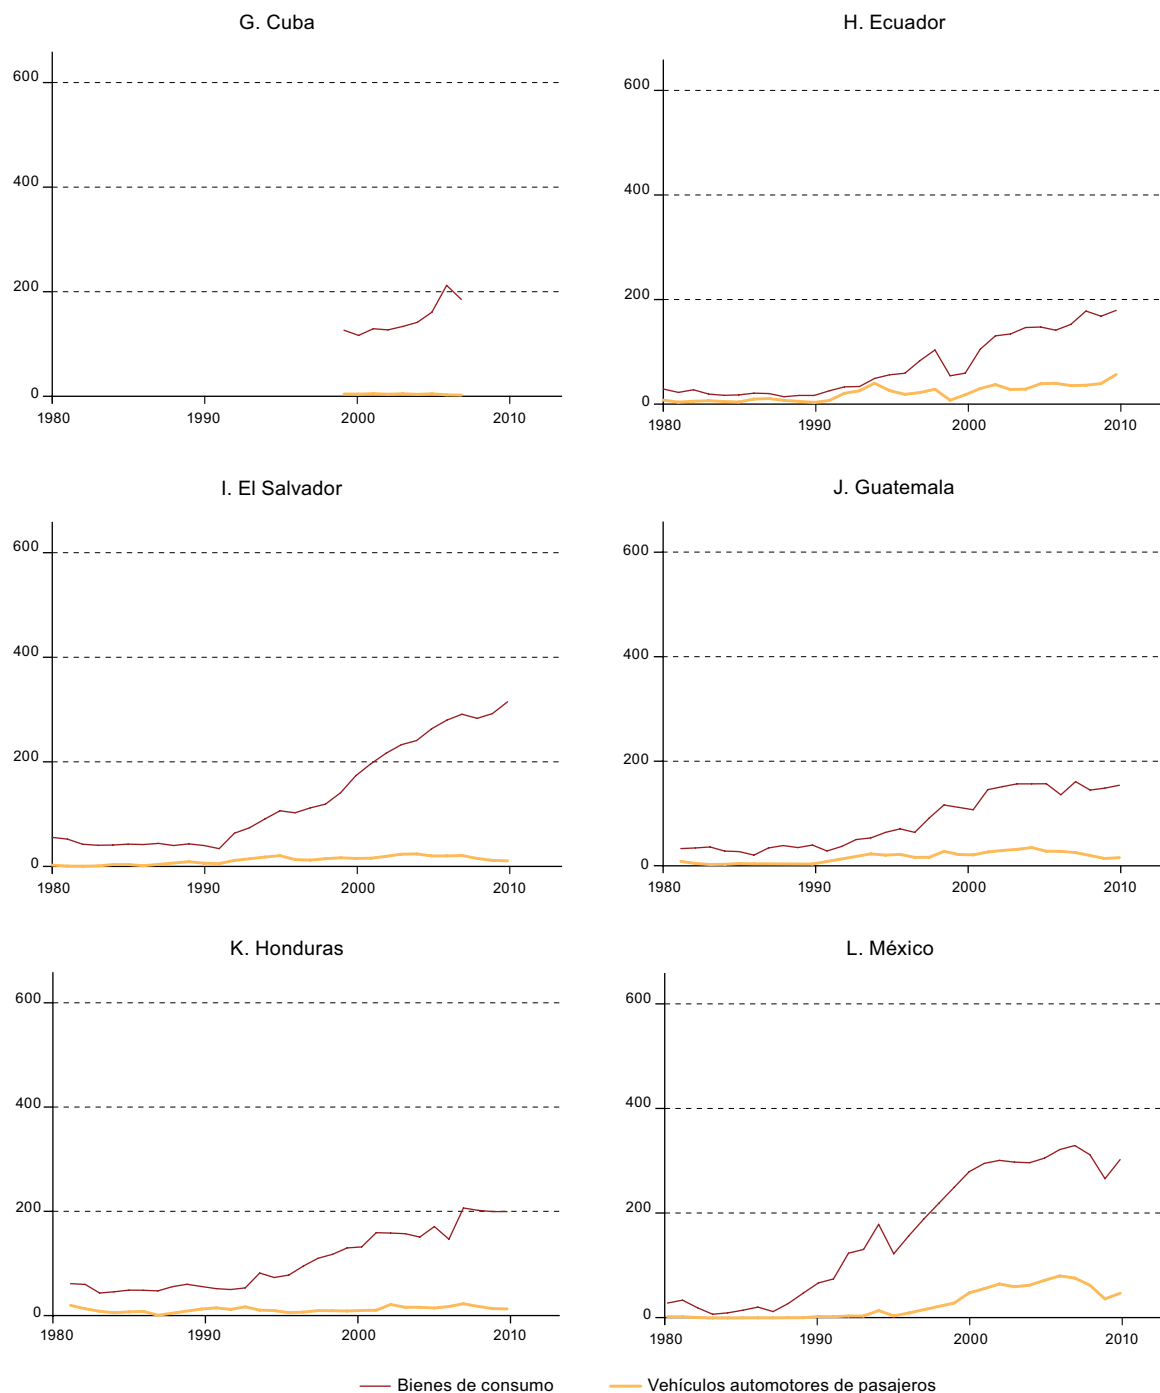 G. Cuba
600
400
200
0
1980 1990 2000 2010
H. Ecuador
600
400
200
0
1980 1990 2000 2010
I. El Salvador
600
400
200
0
1980 1990 2000 2010
J. Guatemala
600
400
200
0
1980 1990 2000 2010
K. Honduras
600
400
200
0
1980 1990 2000 2010
L. México
600
400
200
0
1980 1990 2000 2010
Bienes de consumo Vehículos automotores de pasajeros